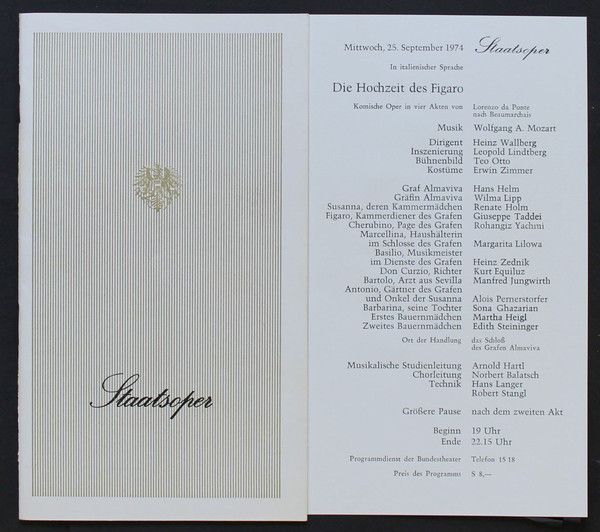 Staatsoper
Mittwoch, 25. September 1974 Staatsoper
In italienischer Sprache
Die Hochzeit des Figaro
Komische Oper in vier Akten von Lorenzo da Ponte
nach Beaumarchais
Musik Wolfgang A. Mozart
Dirigent Heinz Wallberg
Inszenierung Leopold Lindtberg
Bühnenbild Teo Otto
Kostüme Erwin Zimmer
Graf Almaviva Hans Helm
Gräfin Almaviva Wilma Lipp
Susanna, deren Kammermädchen Renate Holm
Figaro, Kammerdiener des Grafen Giuseppe Taddei
Cherubino, Page des Grafen Rohangiz Yachmi
Marcellina, Haushälterin
im Schlosse des Grafen Margarita Lilowa
Basilio, Musikmeister
im Dienste des Grafen Heinz Zednik
Don Curzio, Richter Kurt Equiluz
Bartolo, Arzt aus Sevilla Manfred Jungwirth
Antonio, Gärtner des Grafen
und Onkel der Susanna Alois Pernerstorfer
Barbarina, seine Tochter Sona Ghazarian
Erstes Bauernmädchen Martha Heigl
Zweites Bauernmädchen Edith Steininger
Ort der Handlung das Schloß
des Grafen Almaviva
Musikalische Studienleitung Arnold Hartl
Chorleitung Norbert Balatsch
Technik Hans Langer
Robert Stangl
Größere Pause nach dem zweiten Akt
Beginn 19 Uhr
Ende 22.15 Uhr
Programmdienst der Bundestheater Telefon 15 18
Preis des Programms S 8,—